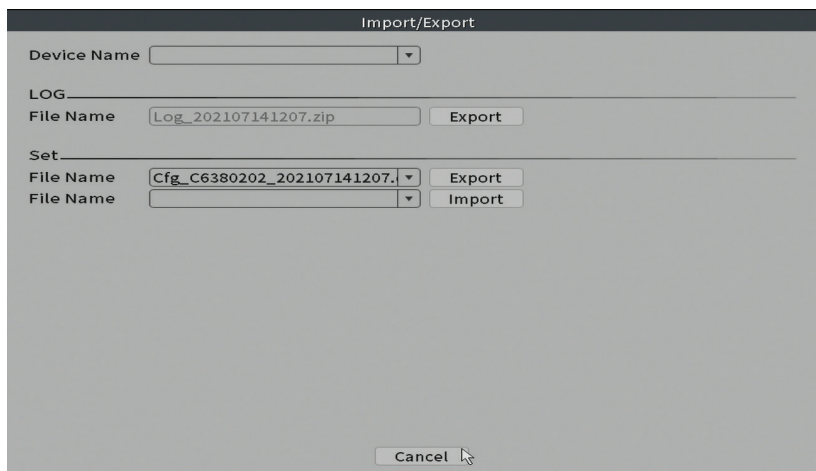 Import/Export
Device Name
LOG
File Name Log_202107141207.zip Export
Set
File Name Cfg_C6380202_202107141207. Export
File Name Import
Cancel